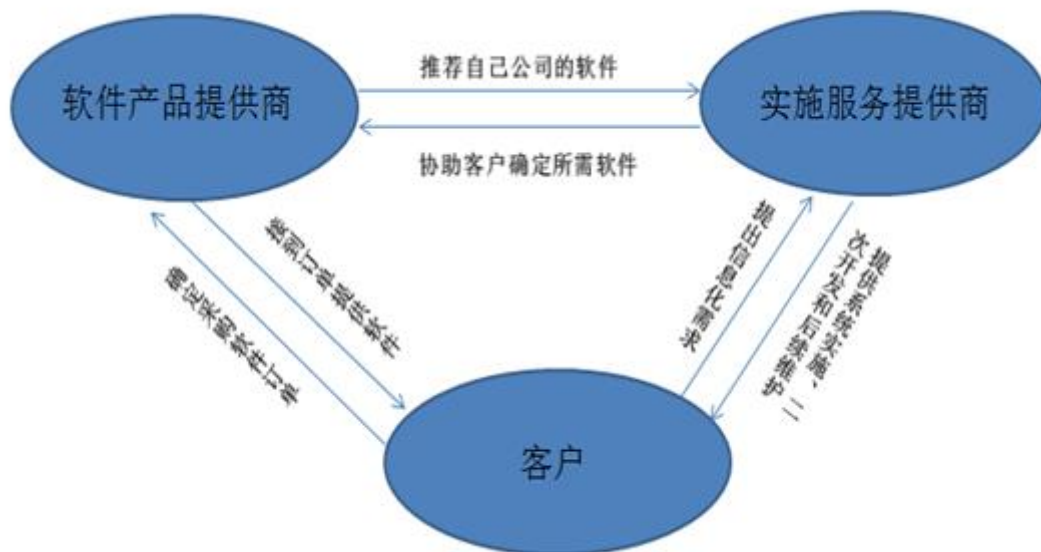 推荐自己公司的软件
软件产品提供商
实施服务提供商
协助客户确定所需软件
接到订单提供软件
确定采购软件订单
提出信息化需求
提供系统实施、二
次开发和后续维护
客户